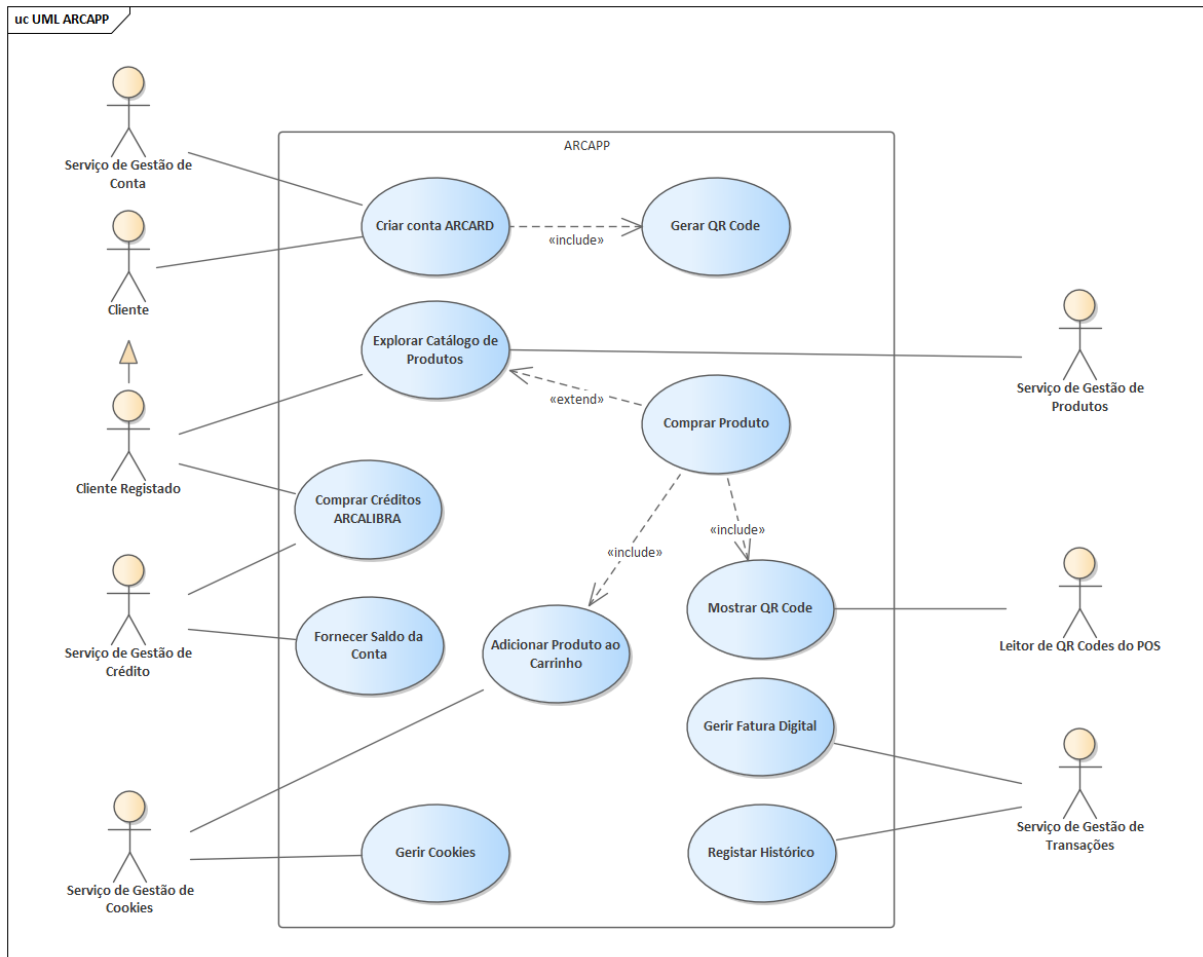 uc UML ARCAPP
ARCAPP
Serviço de Gestão de
Conta
Criar conta ARCARD
«include»
Gerar QR Code
Cliente
Explorar Catálogo de
Produtos
Serviço de Gestão de
Produtos
«extend»
Comprar Produto
Cliente Registado
Comprar Créditos
ARCALIBRA
«include»
«include»
Serviço de Gestão de
Crédito
Fornecer Saldo da
Conta
Adicionar Produto ao
Carrinho
Mostrar QR Code
Leitor de QR Codes do POS
Gerir Fatura Digital
Serviço de Gestão de
Transações
Gerir Cookies
Registar Histórico
Serviço de Gestão de
Cookies